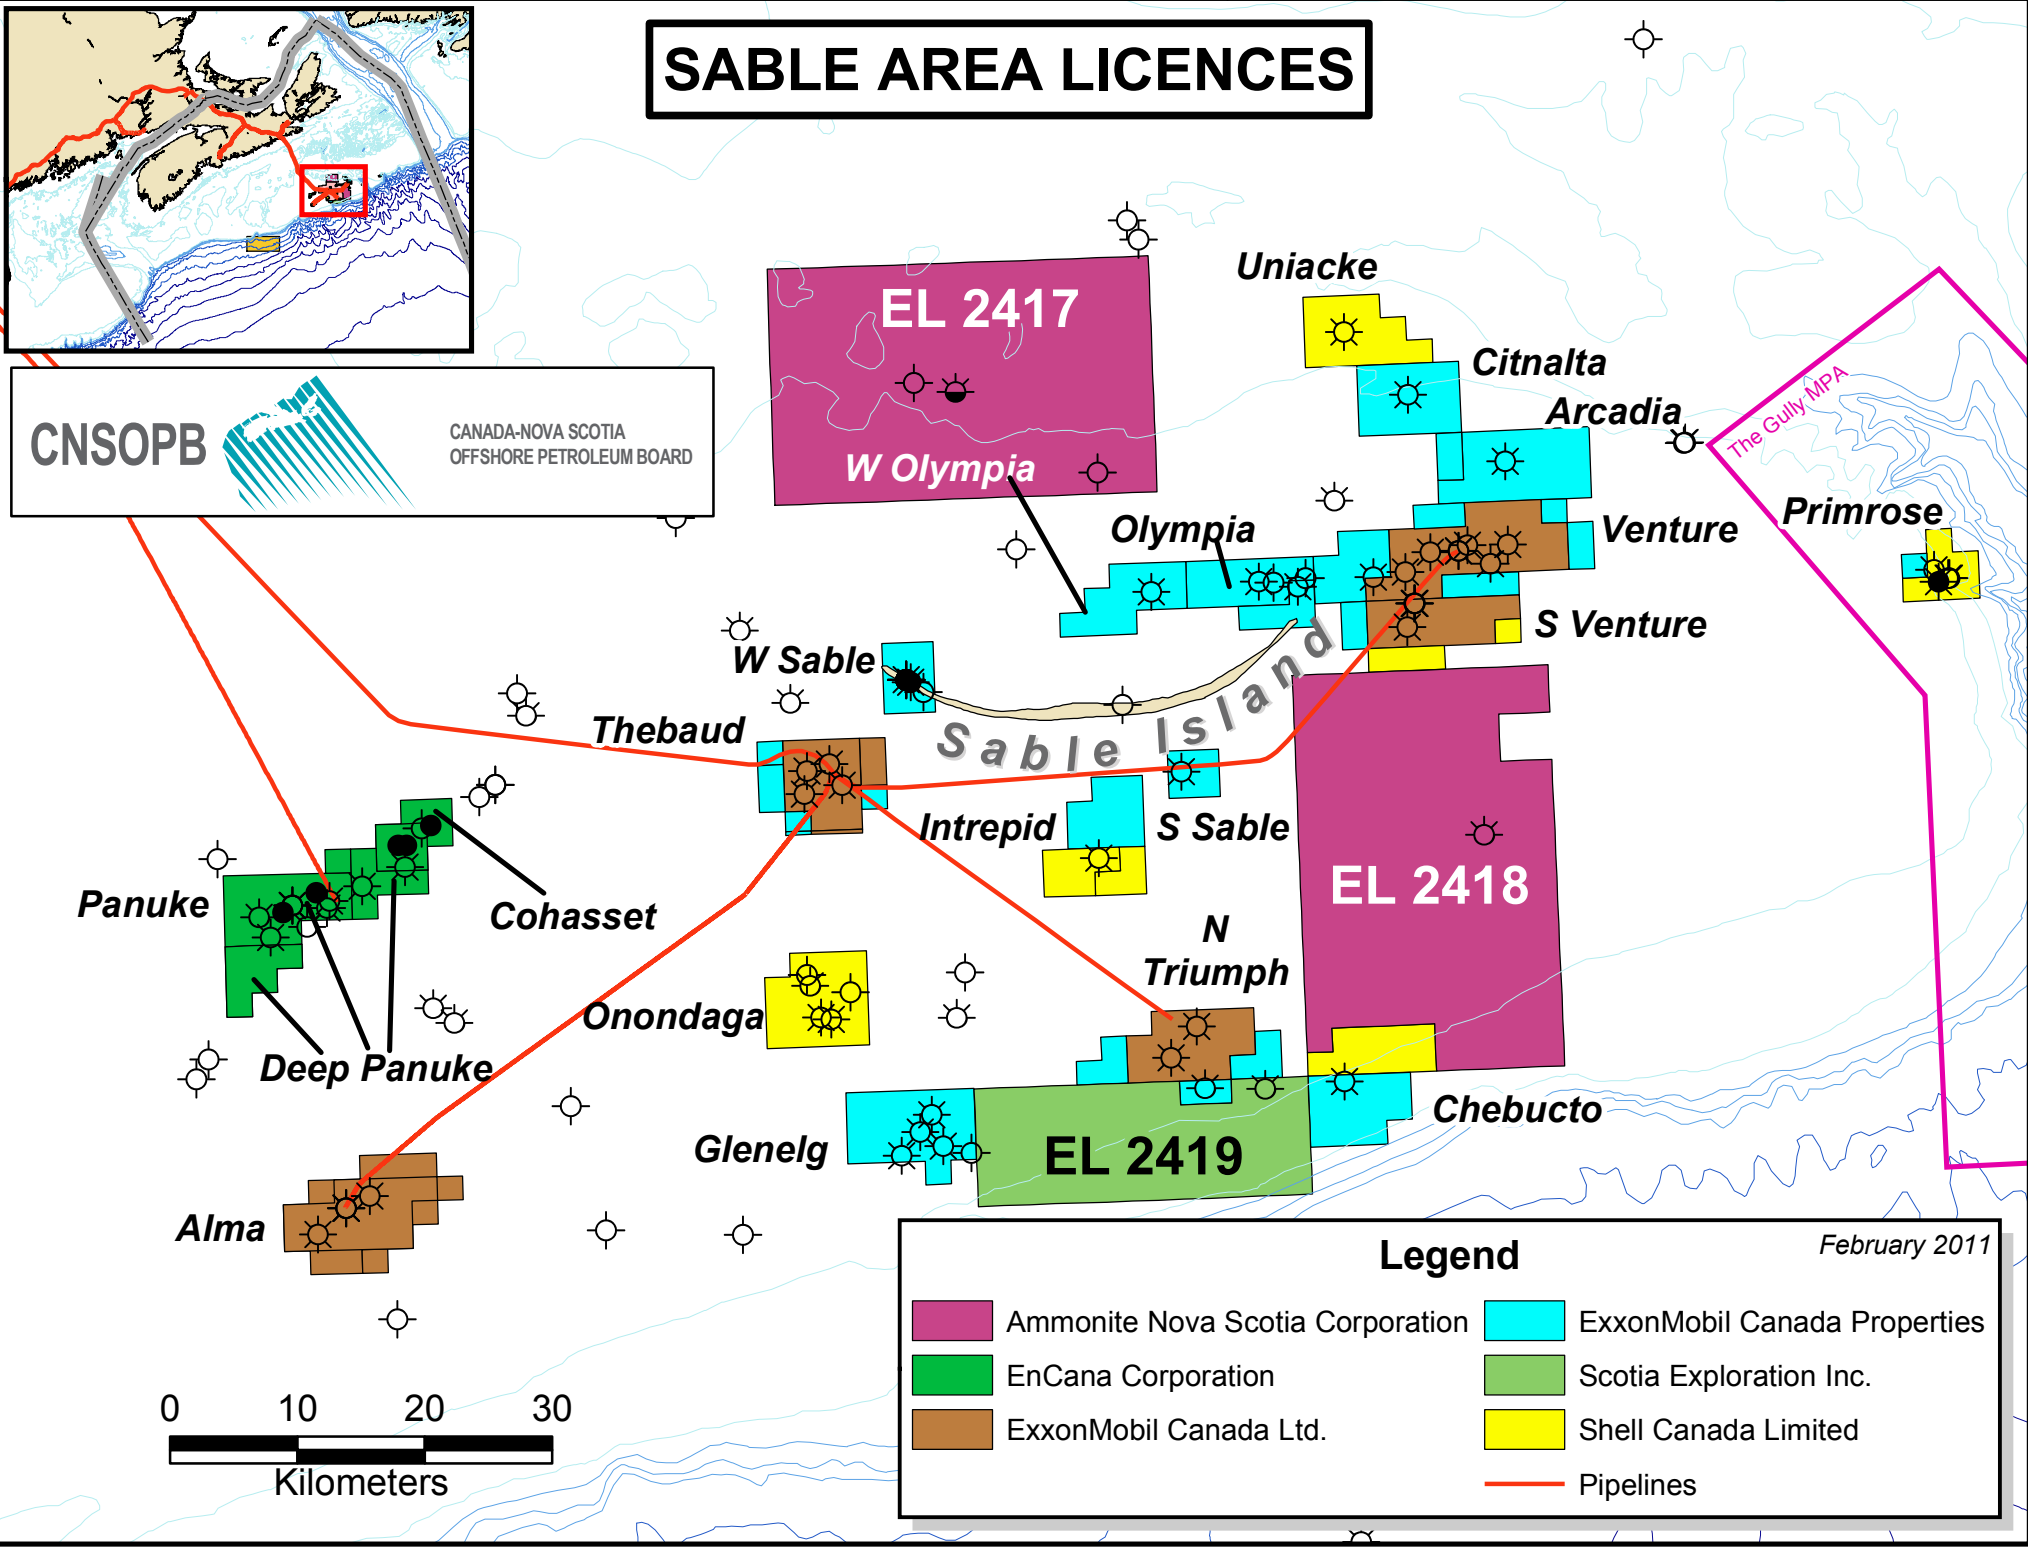 SABLE AREA LICENCES
CNSOPB
CANADA-NOVA SCOTIA
OFFSHORE PETROLEUM BOARD
EL 2417
Uniacke
Citnalta
Arcadia
The Gully MPA
W Olympia
Olympia
Venture
Primrose
S Venture
W Sable
Sable Island
Thebaud
Intrepid
S Sable
EL 2418
Panuke
Cohasset
N
Triumph
Onondaga
Deep Panuke
Chebucto
Glenelg
EL 2419
Alma
Legend
February 2011
Ammonite Nova Scotia Corporation
ExxonMobil Canada Properties
EnCana Corporation
Scotia Exploration Inc.
ExxonMobil Canada Ltd.
Shell Canada Limited
Pipelines
0 10 20 30
Kilometers